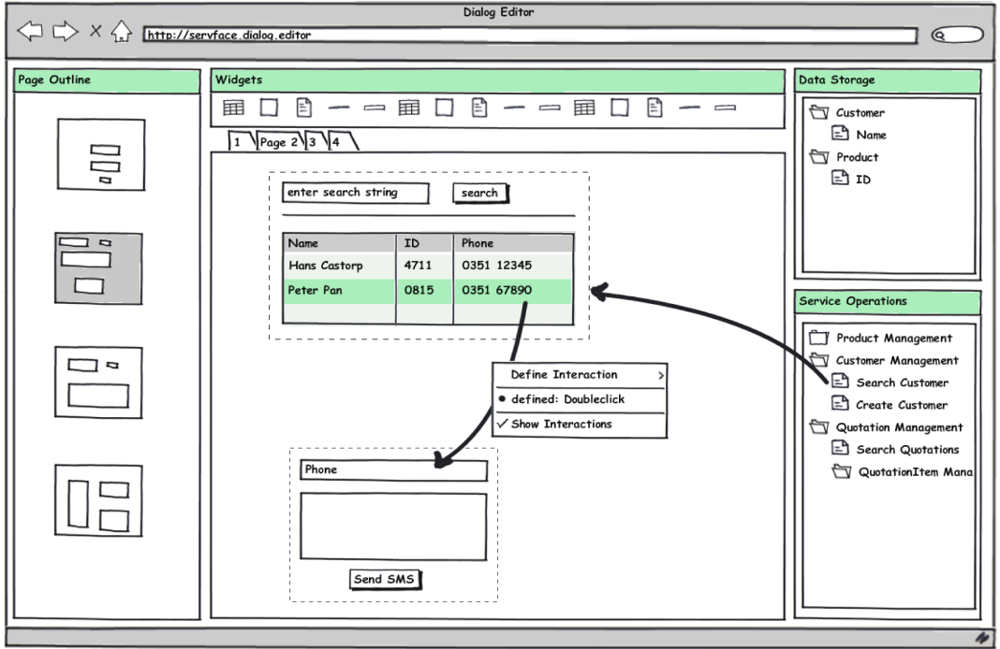 Dialog Editor
http://servface.dialog.editor
Page Outline
Widgets
1 Page 2 3 4
enter search string search
Name ID Phone
Hans Castorp 4711 0351 12345
Peter Pan 0815 0351 67890
Define Interaction >
• defined: Doubleclick
✓ Show Interactions
Phone
Send SMS
Data Storage
Customer
Name
Product
ID
Service Operations
Product Management
Customer Management
Search Customer
Create Customer
Quotation Management
Search Quotations
QuotationItem Mana